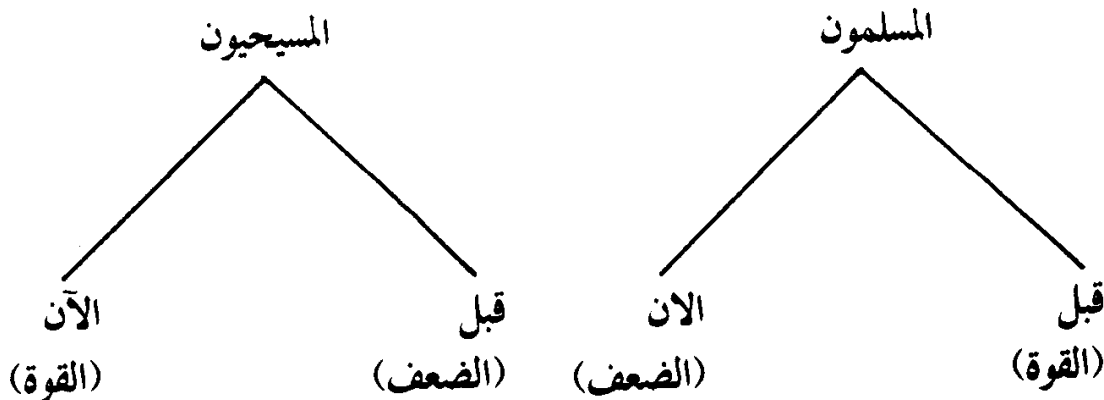 المسلمون
المسيحيون
قبل
الان
قبل
الآن
(القوة)
(الضعف)
(الضعف)
(القوة)